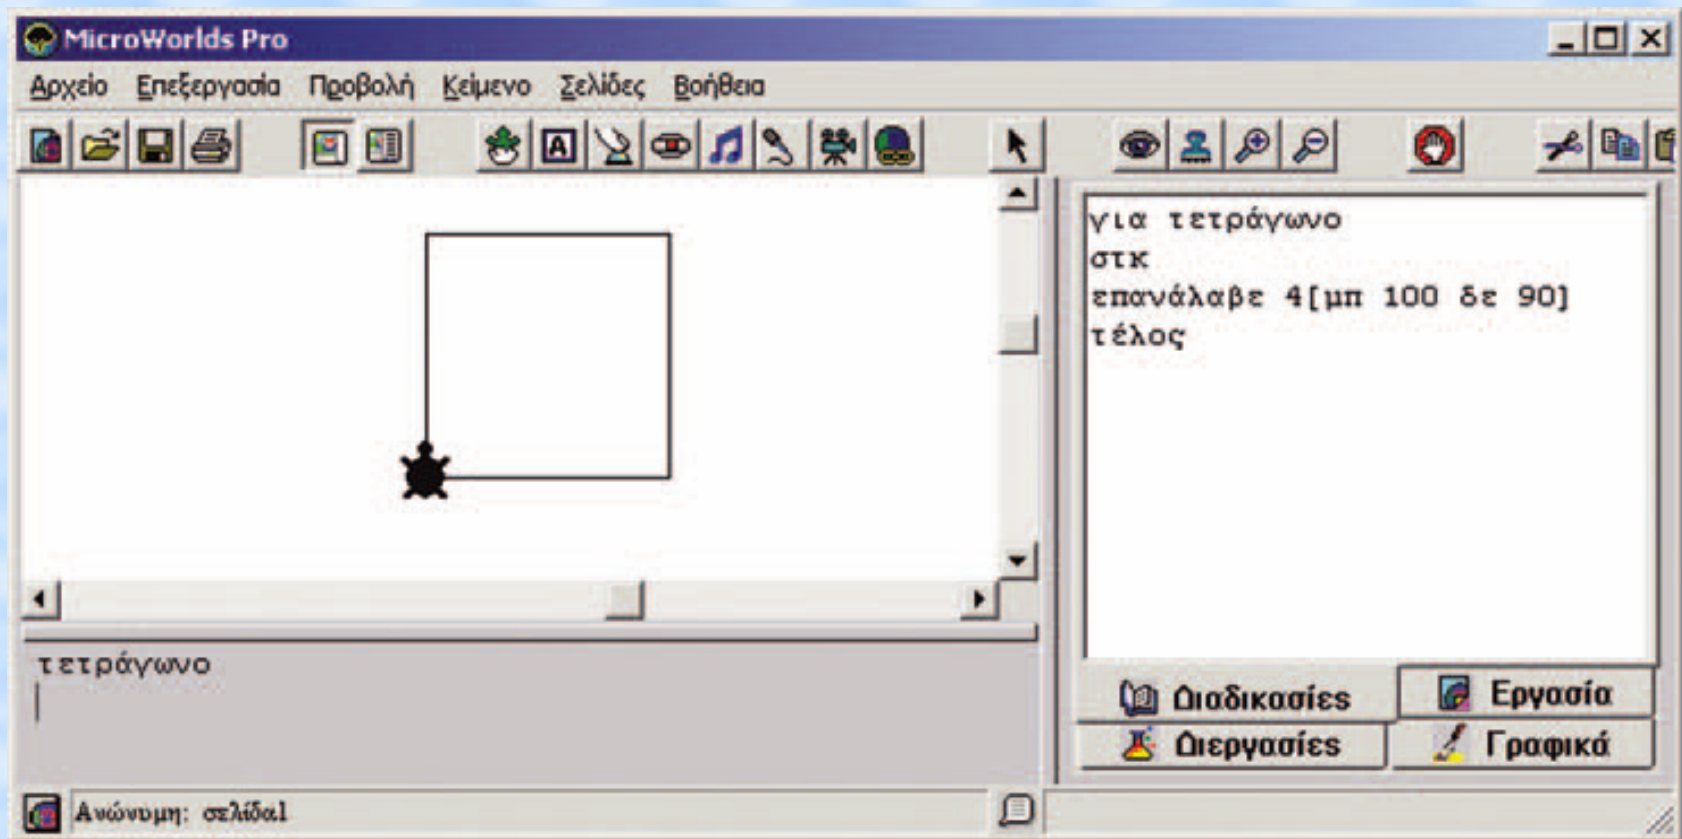 MicroWorlds Pro
Αρχείο Επεξεργασία Προβολή Κείμενο Σελίδες Βοήθεια
A
για τετράγωνο
στκ
επανάλαβε 4[μπ 100 δε 90]
τέλος
τετράγωνο
Διαδικασίες Εργασία
Διεργασίες Γραφικά
Ανώνυμη: σελίδα1